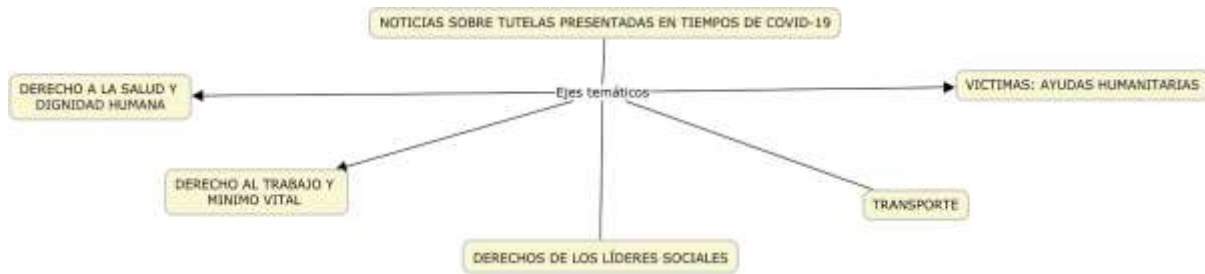 NOTICIAS SOBRE TUTELAS PRESENTADAS EN TIEMPOS DE COVID-19
Ejes temáticos
DERECHO A LA SALUD Y
DIGNIDAD HUMANA
VICTIMAS: AYUDAS HUMANITARIAS
DERECHO AL TRABAJO Y
MINIMO VITAL
TRANSPORTE
DERECHOS DE LOS LÍDERES SOCIALES